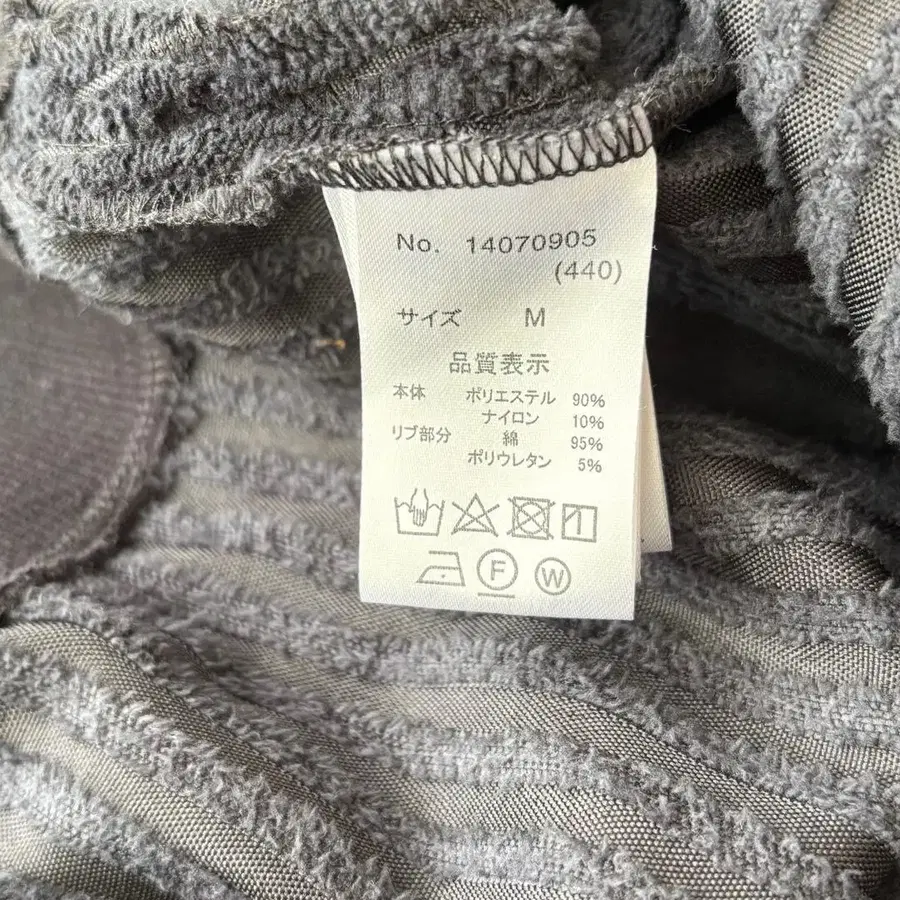 No. 14070905
(440)
サイズ M
品質表示
本体 ポリエステル 90%
ナイロン 10%
リブ部分 綿 95%
ポリウレタン 5%
F W